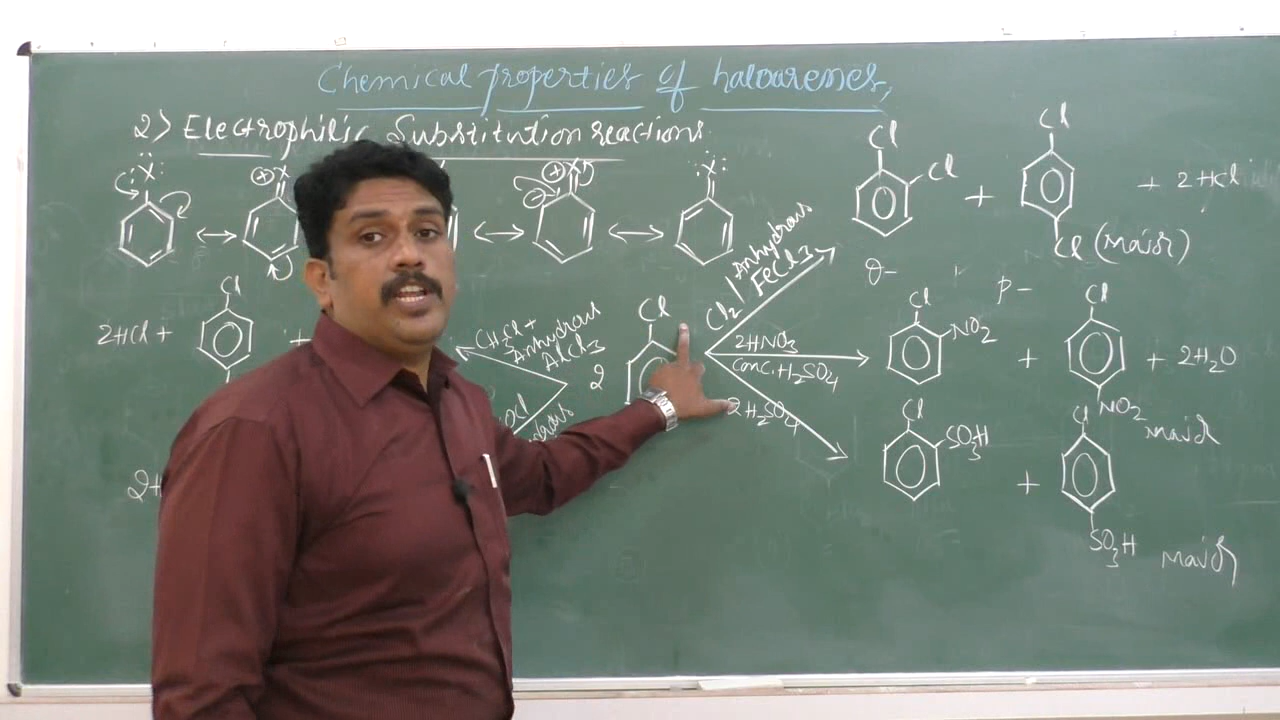 Chemical properties of haloarenes,
2) Electrophilic Substitution reactions
:Ẍ:
⊕ X
⊕ X
⊖
:Ẍ:
Cl
Cl
+
Cl
Cl (Major)
+ 2HCl
O-
p-
Cl2 / Anhydrous
FeCl3
2HCl +
Cl
+
CH3Cl +
Anhydrous
AlCl3
2
Cl
2HNO3
Conc. H2SO4
Cl
NO2
+
Cl
NO2
Major
+ 2H2O
2H2SO4
Cl
SO3H
+
Cl
SO3H
Major
OCl
2H